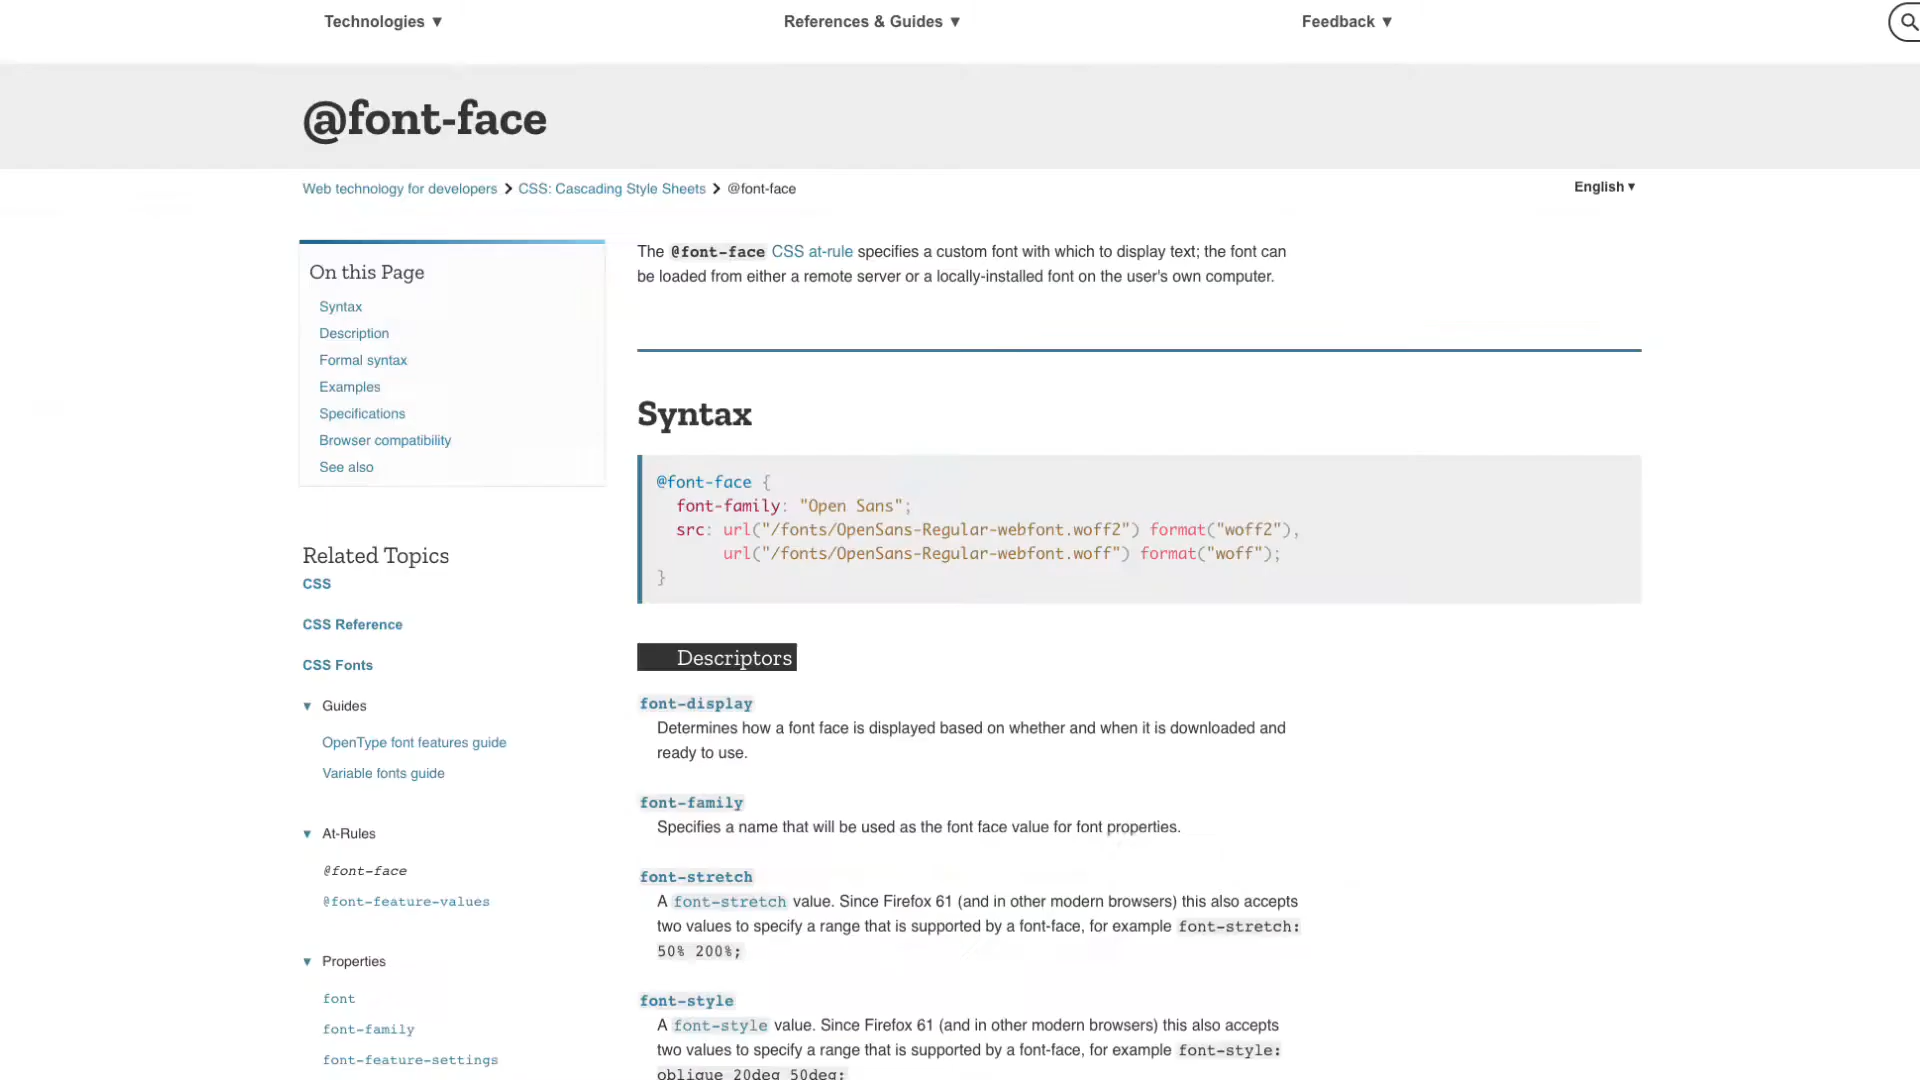 Technologies ▼
References & Guides ▼
Feedback ▼
@font-face
Web technology for developers > CSS: Cascading Style Sheets > @font-face
English ▾
On this Page
Syntax
Description
Formal syntax
Examples
Specifications
Browser compatibility
See also
Related Topics
CSS
CSS Reference
CSS Fonts
▼ Guides
OpenType font features guide
Variable fonts guide
▼ At-Rules
@font-face
@font-feature-values
▼ Properties
font
font-family
font-feature-settings
The @font-face CSS at-rule specifies a custom font with which to display text; the font can
be loaded from either a remote server or a locally-installed font on the user's own computer.
Syntax
@font-face {
  font-family: "Open Sans";
  src: url("/fonts/OpenSans-Regular-webfont.woff2") format("woff2"),
       url("/fonts/OpenSans-Regular-webfont.woff") format("woff");
}
Descriptors
font-display
Determines how a font face is displayed based on whether and when it is downloaded and
ready to use.
font-family
Specifies a name that will be used as the font face value for font properties.
font-stretch
A font-stretch value. Since Firefox 61 (and in other modern browsers) this also accepts
two values to specify a range that is supported by a font-face, for example font-stretch:
50% 200%;
font-style
A font-style value. Since Firefox 61 (and in other modern browsers) this also accepts
two values to specify a range that is supported by a font-face, for example font-style:
oblique 20deg 50deg;